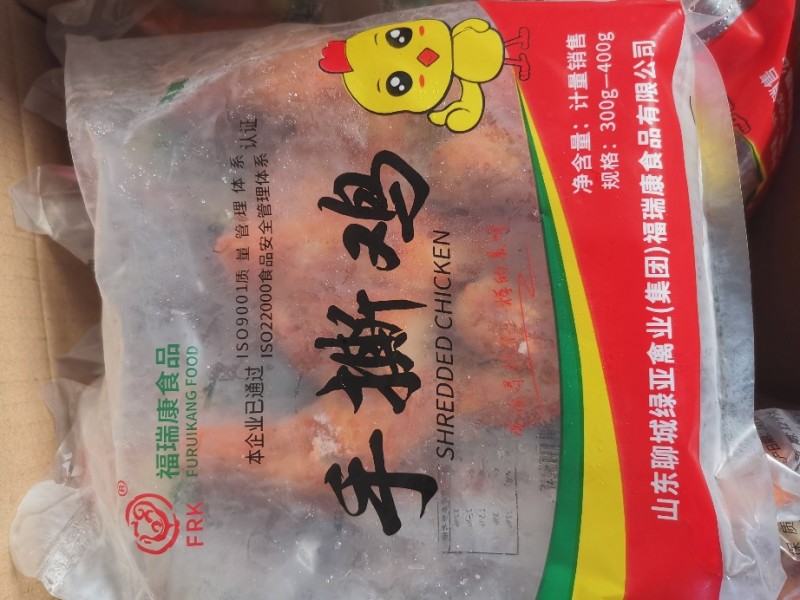 FRK
®
福瑞康食品
FURUIKANG FOOD
本企业已通过
ISO9001质量管理体系
ISO22000食品安全管理体系
认证
手撕鸡
SHREDDED CHICKEN
净含量：计量销售
规格：300g—400g
山东聊城绿亚禽业(集团)福瑞康食品有限公司